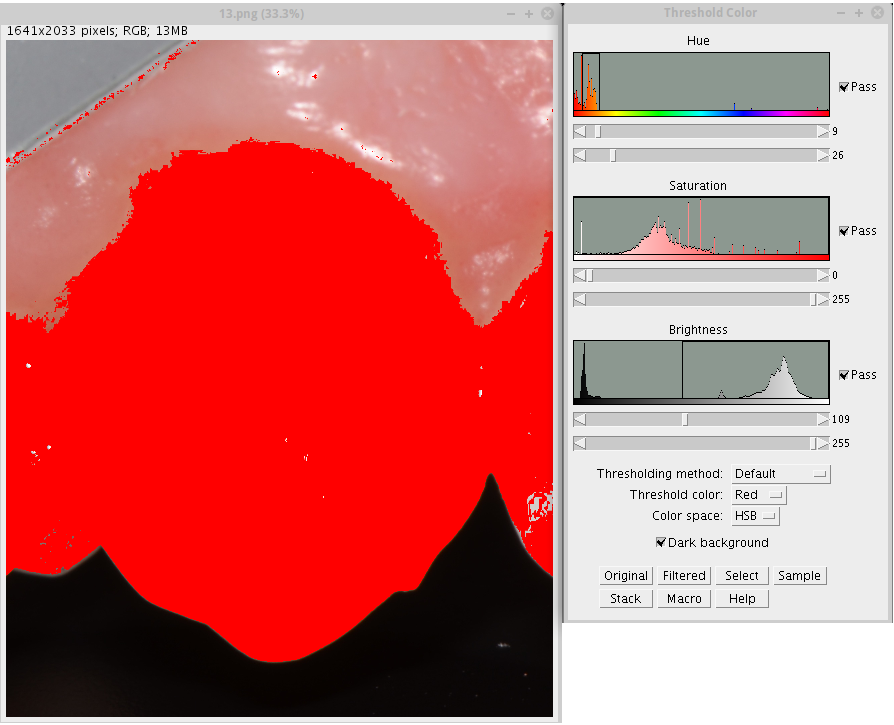 13.png (33.3%)
1641x2033 pixels; RGB; 13MB
Threshold Color
Hue
Pass
9
26
Saturation
Pass
0
255
Brightness
Pass
109
255
Thresholding method: Default
Threshold color: Red
Color space: HSB
Dark background
Original Filtered Select Sample
Stack Macro Help